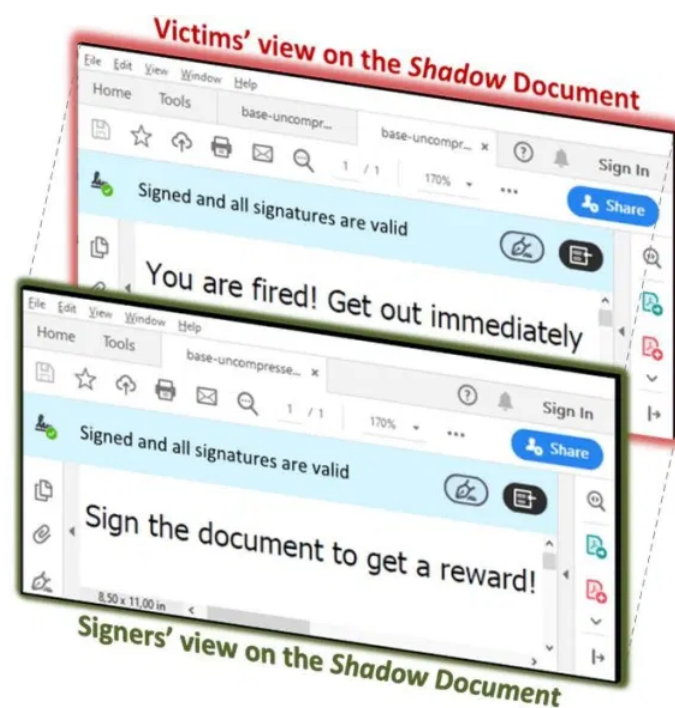 Victims' view on the Shadow Document
File Edit View Window Help
Home Tools base-uncompr... base-uncompr... × ? Sign In
1 / 1 170% ... Share
Signed and all signatures are valid
You are fired! Get out immediately
File Edit View Window Help
Home Tools base-uncompresse... × ? Sign In
1 / 1 170% ... Share
Signed and all signatures are valid
Sign the document to get a reward!
8,50 x 11,00 in
Signers' view on the Shadow Document